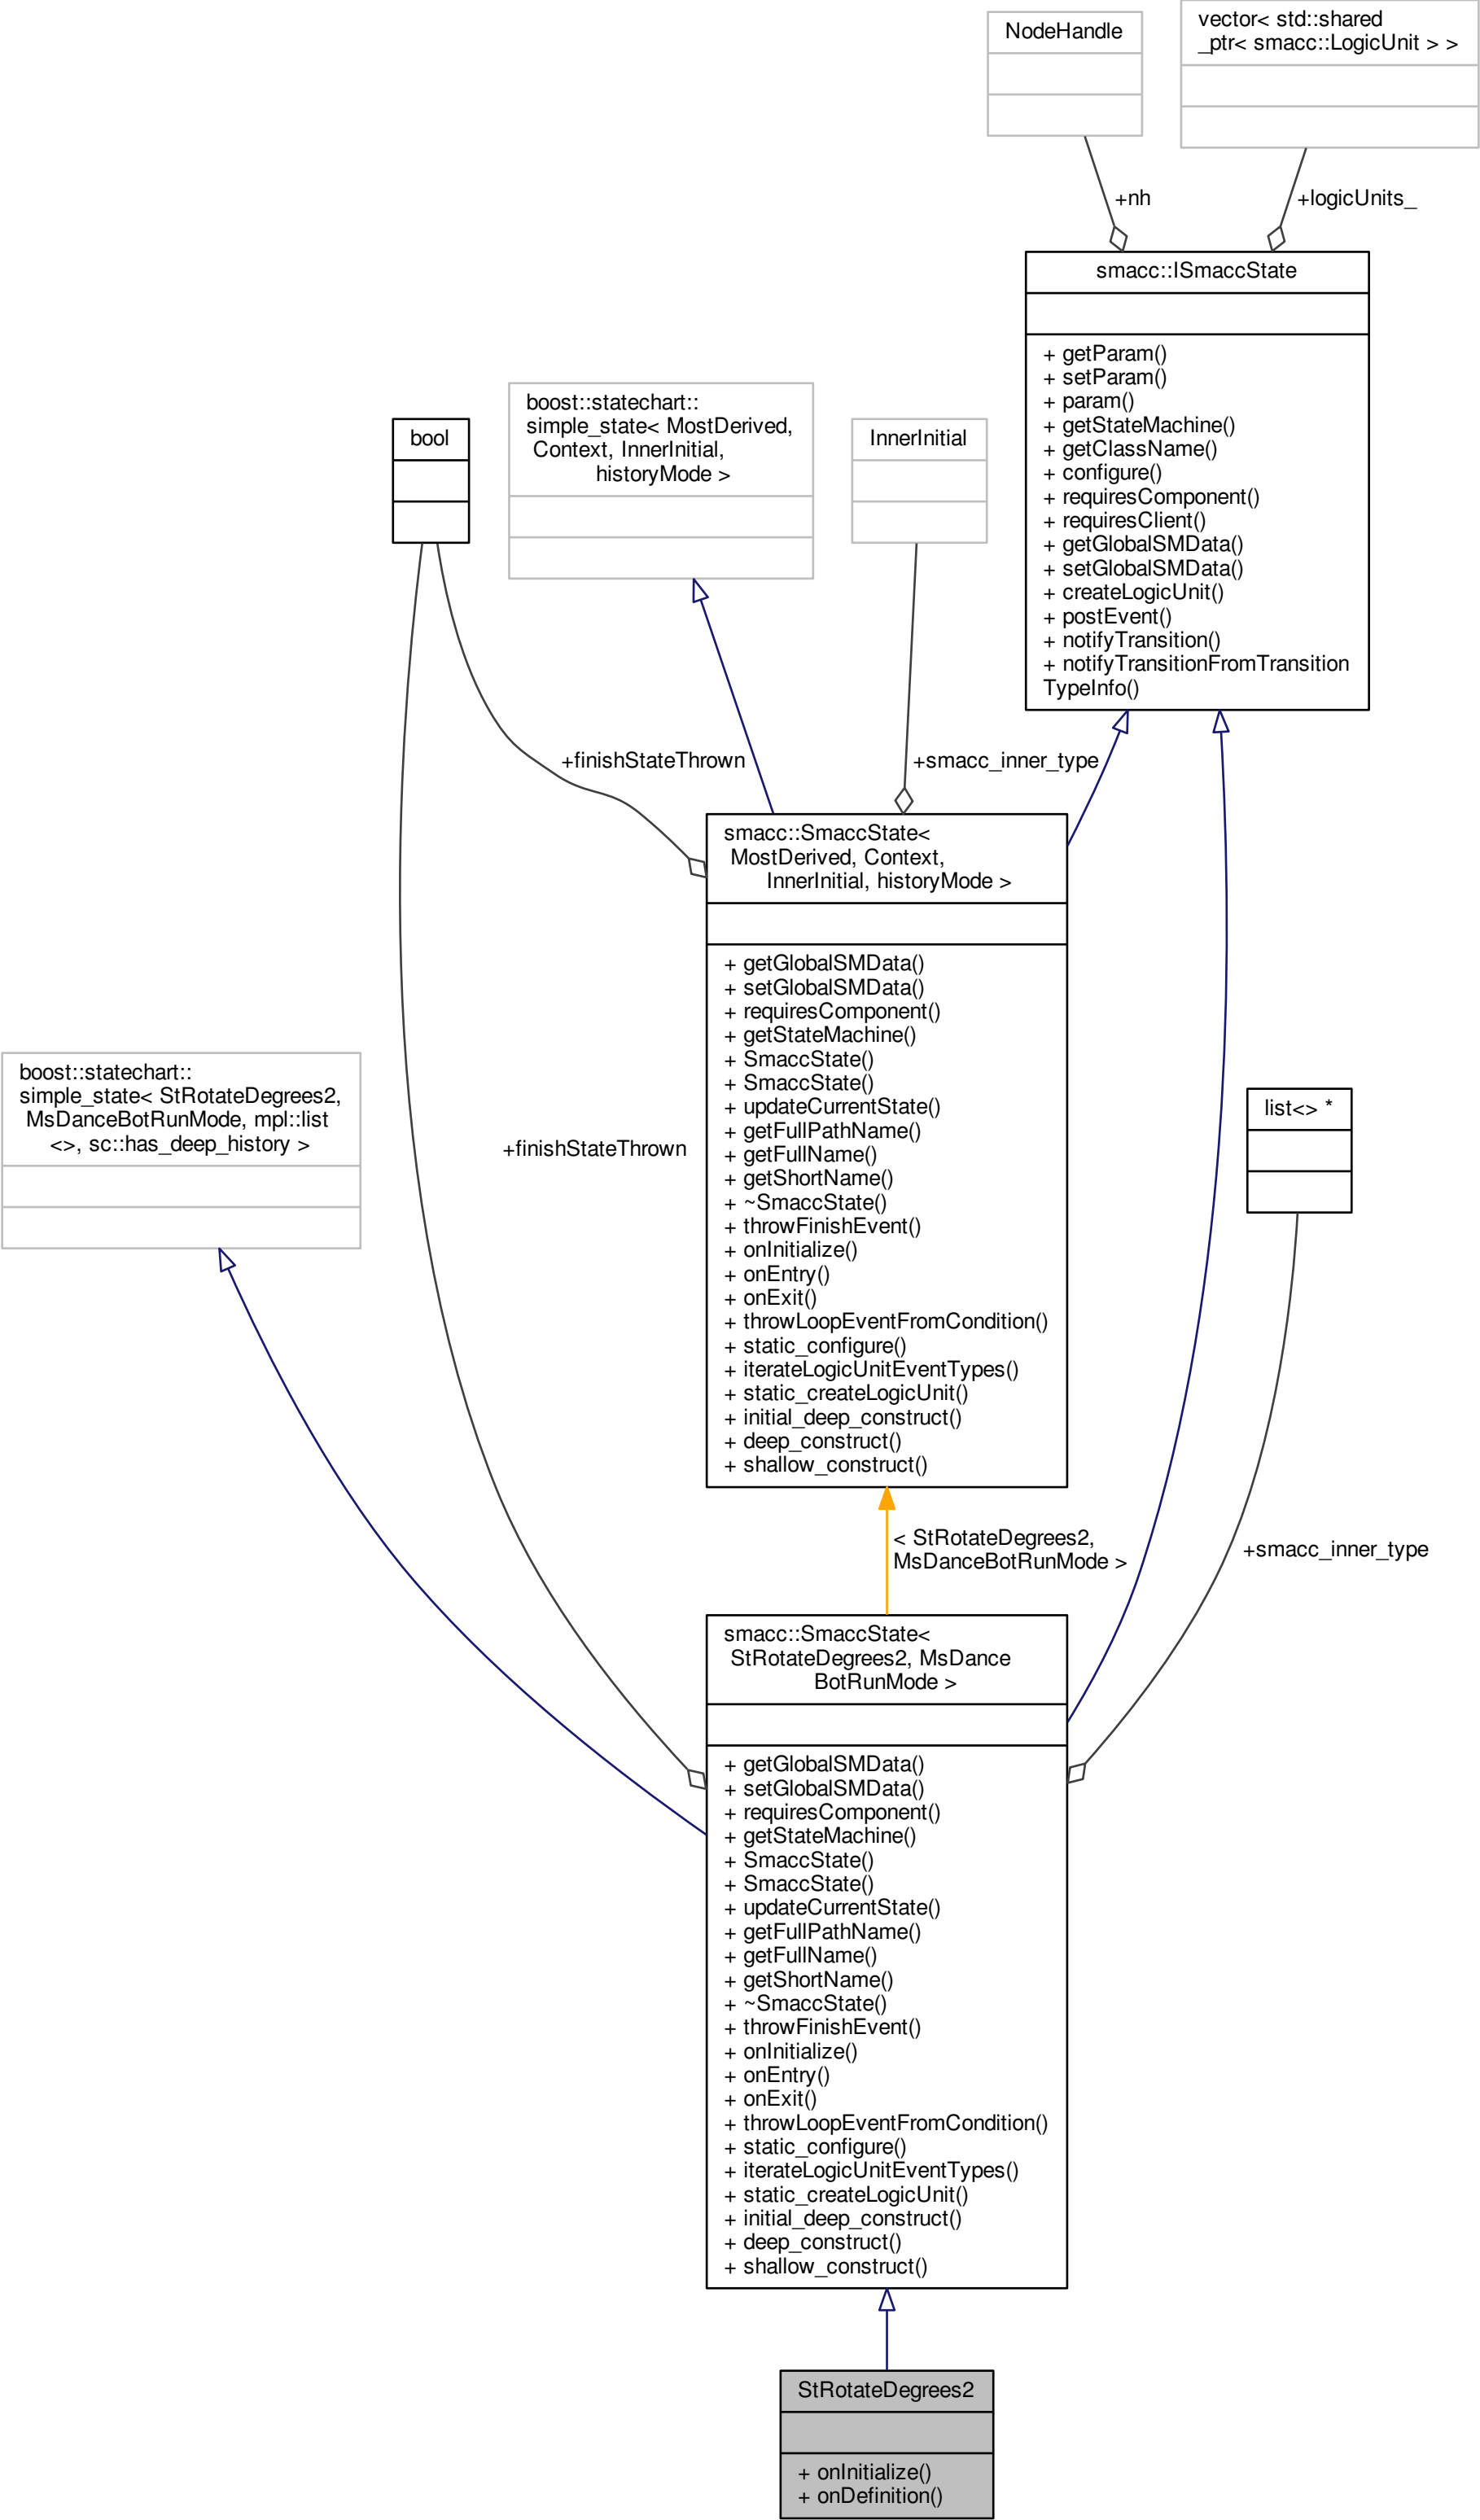 NodeHandle
vector< std::shared
_ptr< smacc::LogicUnit > >
+nh
+logicUnits_
smacc::ISmaccState
+ getParam()
+ setParam()
+ param()
+ getStateMachine()
+ getClassName()
+ configure()
+ requiresComponent()
+ requiresClient()
+ getGlobalSMData()
+ setGlobalSMData()
+ createLogicUnit()
+ postEvent()
+ notifyTransition()
+ notifyTransitionFromTransition
TypeInfo()
bool
boost::statechart::
simple_state< MostDerived,
Context, InnerInitial,
historyMode >
InnerInitial
+finishStateThrown
+smacc_inner_type
smacc::SmaccState<
MostDerived, Context,
InnerInitial, historyMode >
+ getGlobalSMData()
+ setGlobalSMData()
+ requiresComponent()
+ getStateMachine()
+ SmaccState()
+ SmaccState()
+ updateCurrentState()
+ getFullPathName()
+ getFullName()
+ getShortName()
+ ~SmaccState()
+ throwFinishEvent()
+ onInitialize()
+ onEntry()
+ onExit()
+ throwLoopEventFromCondition()
+ static_configure()
+ iterateLogicUnitEventTypes()
+ static_createLogicUnit()
+ initial_deep_construct()
+ deep_construct()
+ shallow_construct()
boost::statechart::
simple_state< StRotateDegrees2,
MsDanceBotRunMode, mpl::list
<>, sc::has_deep_history >
+finishStateThrown
list<> *
< StRotateDegrees2,
MsDanceBotRunMode >
+smacc_inner_type
smacc::SmaccState<
StRotateDegrees2, MsDance
BotRunMode >
+ getGlobalSMData()
+ setGlobalSMData()
+ requiresComponent()
+ getStateMachine()
+ SmaccState()
+ SmaccState()
+ updateCurrentState()
+ getFullPathName()
+ getFullName()
+ getShortName()
+ ~SmaccState()
+ throwFinishEvent()
+ onInitialize()
+ onEntry()
+ onExit()
+ throwLoopEventFromCondition()
+ static_configure()
+ iterateLogicUnitEventTypes()
+ static_createLogicUnit()
+ initial_deep_construct()
+ deep_construct()
+ shallow_construct()
StRotateDegrees2
+ onInitialize()
+ onDefinition()